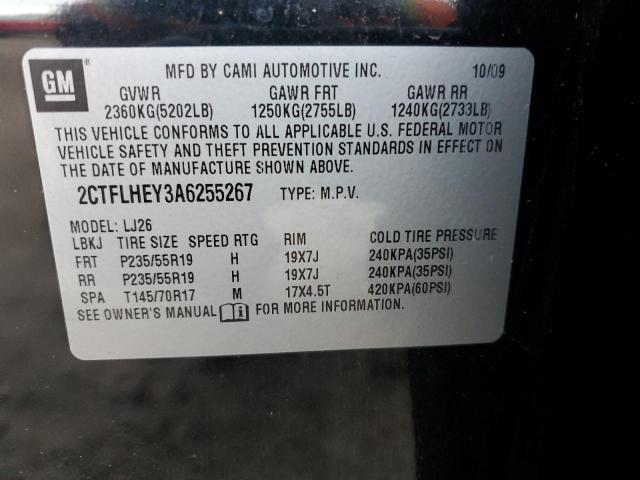 GM ® MFD BY CAMI AUTOMOTIVE INC. 10/09
GVWR GAWR FRT GAWR RR
2360KG(5202LB) 1250KG(2755LB) 1240KG(2733LB)
THIS VEHICLE CONFORMS TO ALL APPLICABLE U.S. FEDERAL MOTOR
VEHICLE SAFETY AND THEFT PREVENTION STANDARDS IN EFFECT ON
THE DATE OF MANUFACTURE SHOWN ABOVE.
2CTFLHEY3A6255267 TYPE: M.P.V.
MODEL: LJ26
LBKJ TIRE SIZE SPEED RTG RIM COLD TIRE PRESSURE
FRT P235/55R19 H 19X7J 240KPA(35PSI)
RR P235/55R19 H 19X7J 240KPA(35PSI)
SPA T145/70R17 M 17X4.5T 420KPA(60PSI)
SEE OWNER'S MANUAL i FOR MORE INFORMATION.